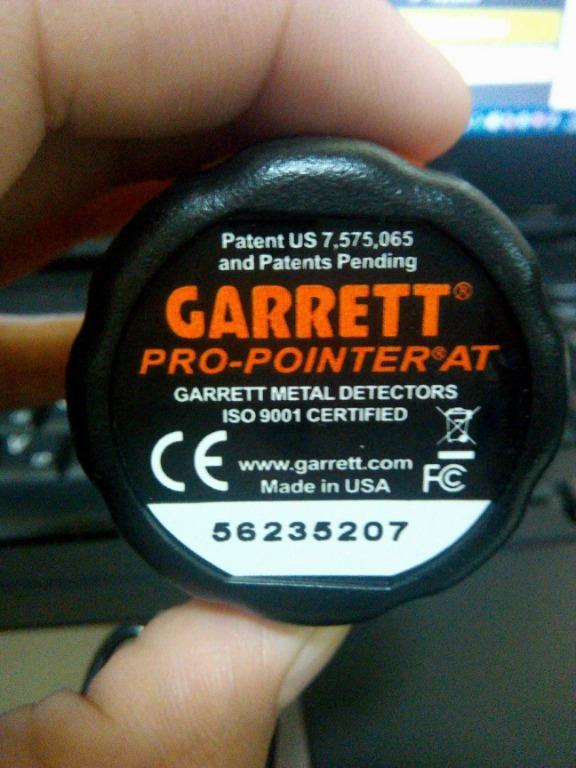 Patent US 7,575,065
and Patents Pending
GARRETT®
PRO-POINTER®AT
GARRETT METAL DETECTORS
ISO 9001 CERTIFIED
CE www.garrett.com FC
Made in USA
56235207